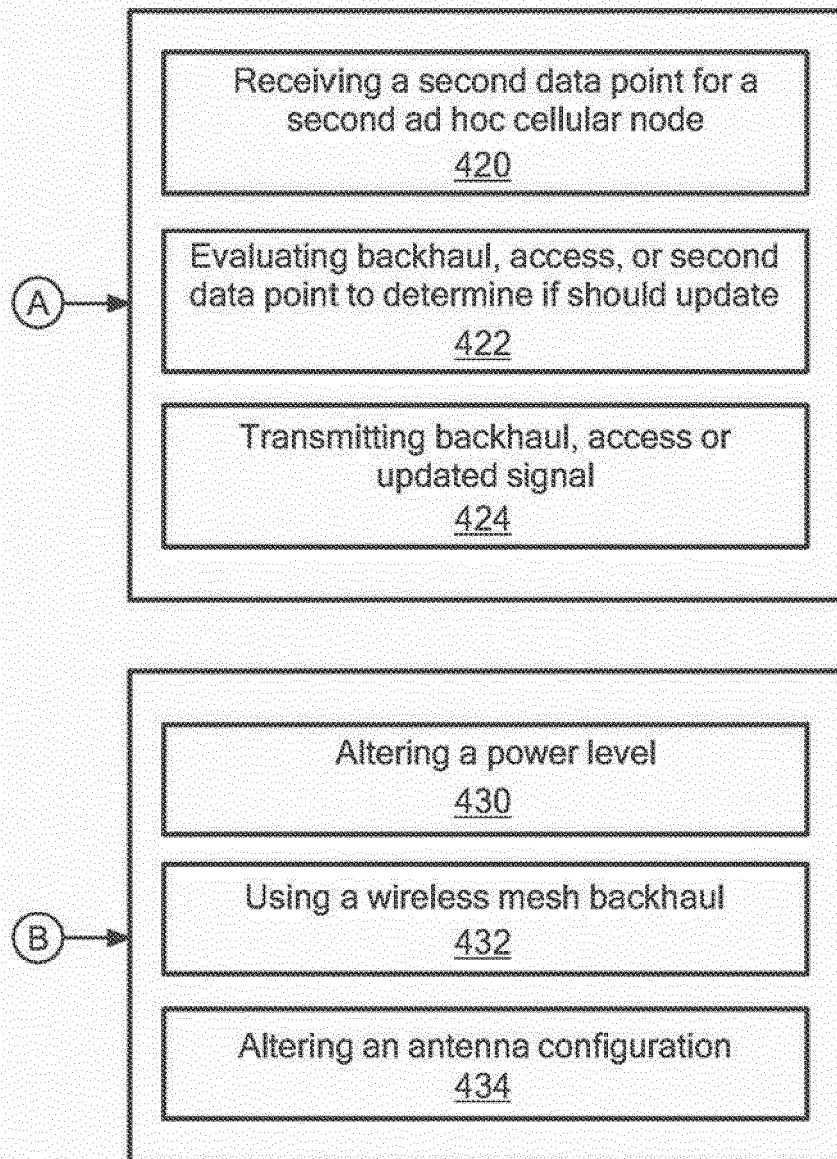 Receiving a second data point for a
second ad hoc cellular node
420
A
Evaluating backhaul, access, or second
data point to determine if should update
422
Transmitting backhaul, access or
updated signal
424
Altering a power level
430
B
Using a wireless mesh backhaul
432
Altering an antenna configuration
434